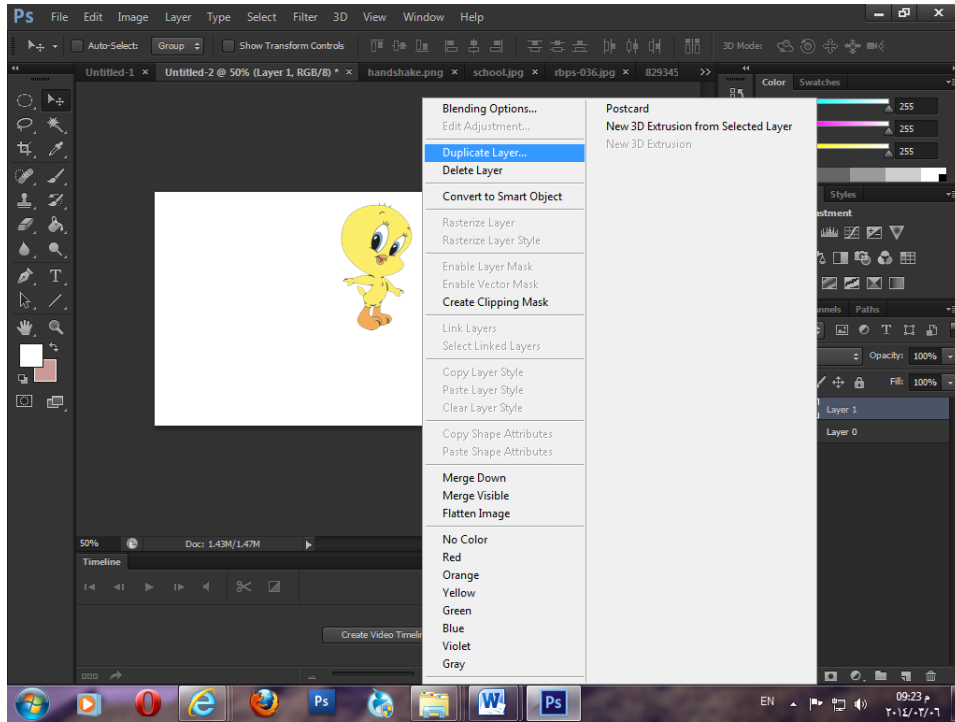 Ps File Edit Image Layer Type Select Filter 3D View Window Help
Auto-Select: Group Show Transform Controls 3D Mode:
Untitled-1 × Untitled-2 @ 50% (Layer 1, RGB/8) * × handshake.png × school.jpg × rbps-036.jpg × 829345 >>
Color Swatches
255
255
255
Blending Options...
Edit Adjustment...
Duplicate Layer...
Delete Layer
Convert to Smart Object
Rasterize Layer
Rasterize Layer Style
Enable Layer Mask
Enable Vector Mask
Create Clipping Mask
Link Layers
Select Linked Layers
Copy Layer Style
Paste Layer Style
Clear Layer Style
Copy Shape Attributes
Paste Shape Attributes
Merge Down
Merge Visible
Flatten Image
No Color
Red
Orange
Yellow
Green
Blue
Violet
Gray
Postcard
New 3D Extrusion from Selected Layer
New 3D Extrusion
Styles
Paths
Opacity: 100%
Fill: 100%
Layer 1
Layer 0
50% Doc: 1.43M/1.47M
Timeline
Create Video Timelin
Ps
W
Ps
EN
09:23 م
٢٠١٤/٠٣/٠٦